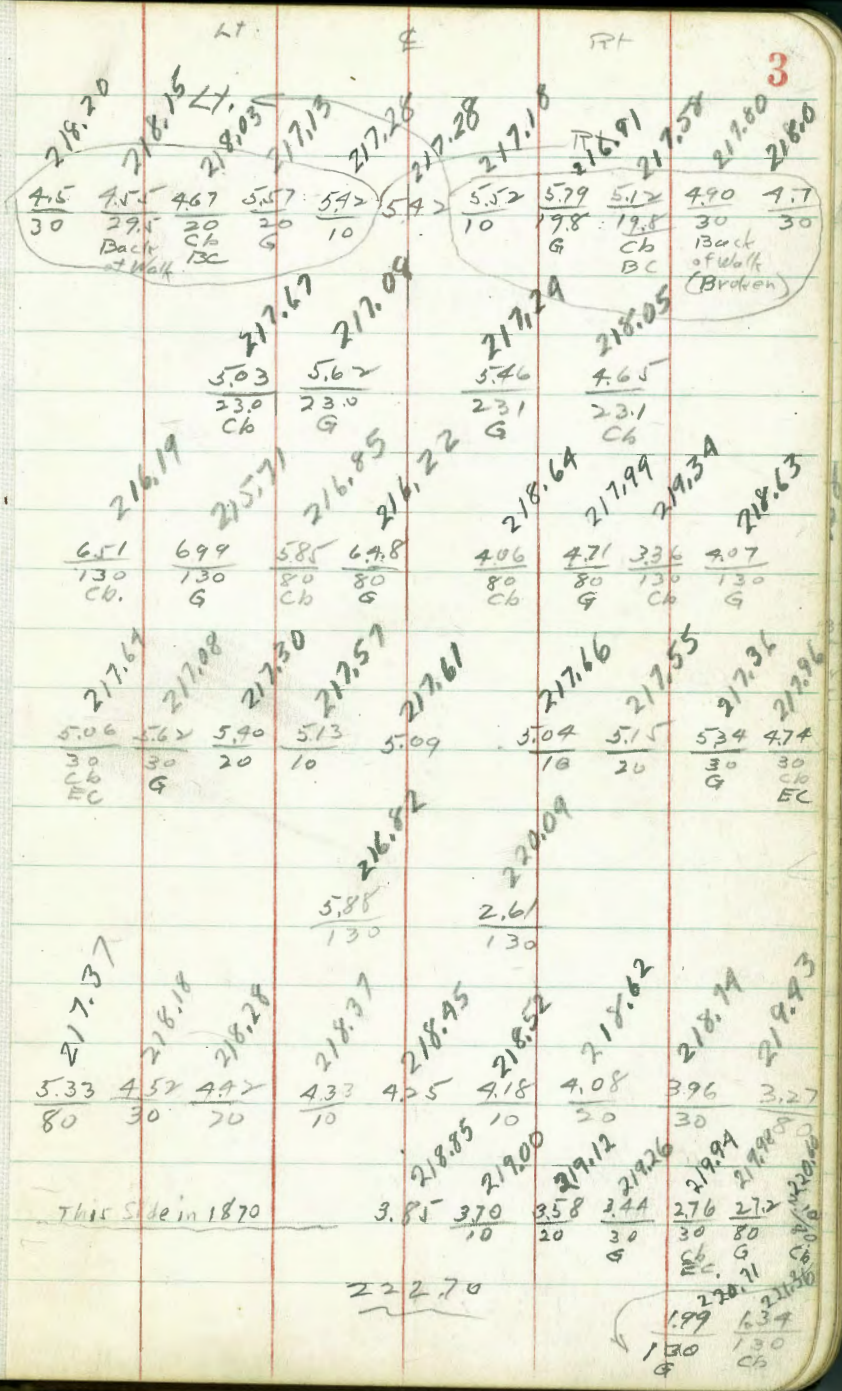 Lt. ℄ Rt
3
Lt. Rt
218.20 218.15 218.03 217.13 217.28 217.28 217.18 216.91 217.58 217.80 218.0
4.5 4.55 4.67 5.57 5.42 5.42 5.52 5.79 5.12 4.90 4.7
30 29.5 20 20 10 10 19.8 19.8 30 30
Back Cb G G Cb Back
of Walk BC BC of Walk
(Broken)
217.67 217.09 217.24 218.05
5.03 5.62 5.46 4.65
23.0 23.0 23.1 23.1
Cb G G Cb
216.19 215.71 216.85 216.22 218.64 217.99 219.34 218.63
6.51 6.99 5.85 6.48 4.06 4.71 3.36 4.07
130 130 80 80 80 80 130 130
Cb. G Cb G Cb G Cb G
217.64 217.08 217.30 217.57 217.61 217.66 217.55 217.36 217.96
5.06 5.62 5.40 5.13 5.09 5.04 5.15 5.34 4.74
30 30 20 10 10 20 30 30
Cb G G Cb
EC EC
216.82 220.09
5.88 2.61
130 130
217.37 218.18 218.28 218.37 218.45 218.52 218.62 218.74 219.43
5.33 4.52 4.42 4.33 4.25 4.18 4.08 3.96 3.27
80 30 20 10 10 20 30 80
218.85 219.00 219.12 219.26 219.94 219.98
This Side in 1870 3.85 3.70 3.58 3.44 2.76 2.72
10 20 30 30 80
G Cb G Cb
EC.
222.70
220.71 221.36
1.99 1.34
130 130
G Cb